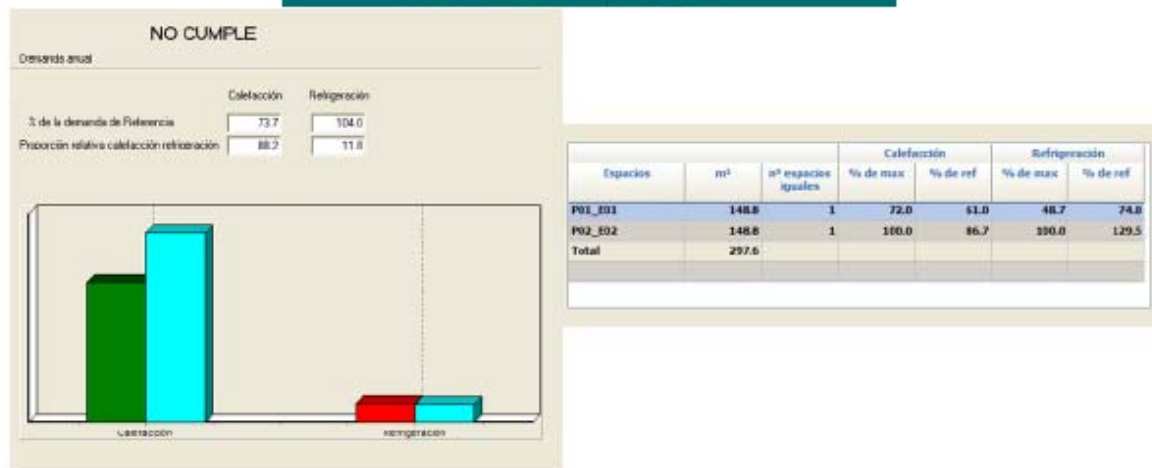 NO CUMPLE
Demanda anual
Calefacción Refrigeración
% de la demanda de Referencia 73.7 104.0
Proporción relativa calefacción refrigeración 88.2 11.8
Calefacción Refrigeración
Calefacción Refrigeración
Espacios m² nº espacios iguales % de max % de ref % de max % de ref
P01_E01 148.8 1 72.0 61.0 48.7 74.0
P02_E02 148.8 1 100.0 86.7 100.0 129.5
Total 297.6